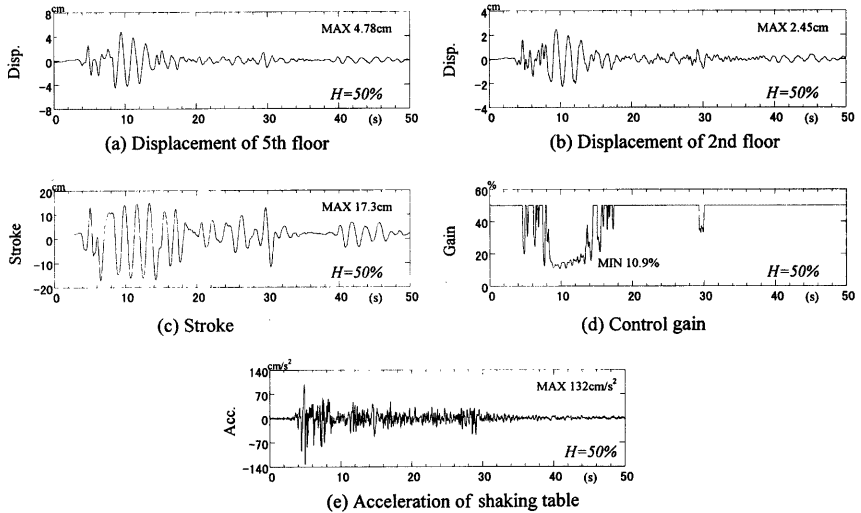 cm
8
4
0
-4
-8
Disp.
MAX 4.78cm
H=50%
0 10 20 30 40 (s) 50
(a) Displacement of 5th floor
cm
4
2
0
-2
-4
Disp.
MAX 2.45cm
H=50%
0 10 20 30 40 (s) 50
(b) Displacement of 2nd floor
cm
20
10
0
-10
-20
Stroke
MAX 17.3cm
H=50%
0 10 20 30 40 (s) 50
(c) Stroke
%
60
40
20
0
Gain
MIN 10.9%
H=50%
0 10 20 30 40 (s) 50
(d) Control gain
cm/s²
140
70
0
-70
-140
Acc.
MAX 132cm/s²
H=50%
0 10 20 30 40 (s) 50
(e) Acceleration of shaking table